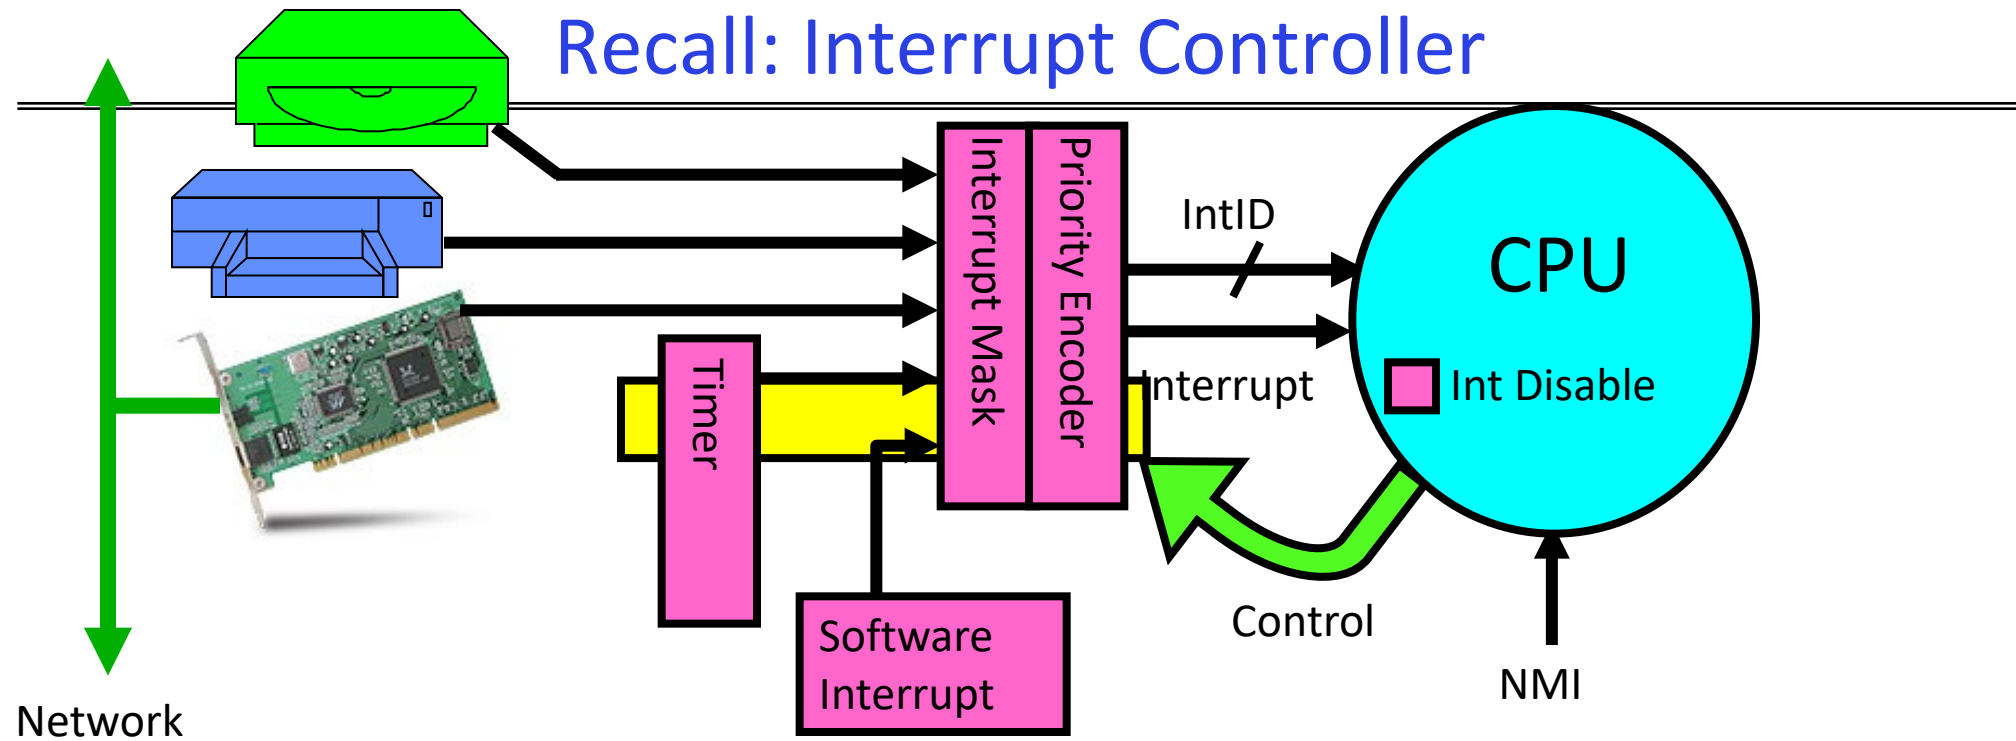 Recall: Interrupt Controller
Interrupt Mask
Priority Encoder
IntID
CPU
Timer
Interrupt
Int Disable
Software
Interrupt
Control
NMI
Network